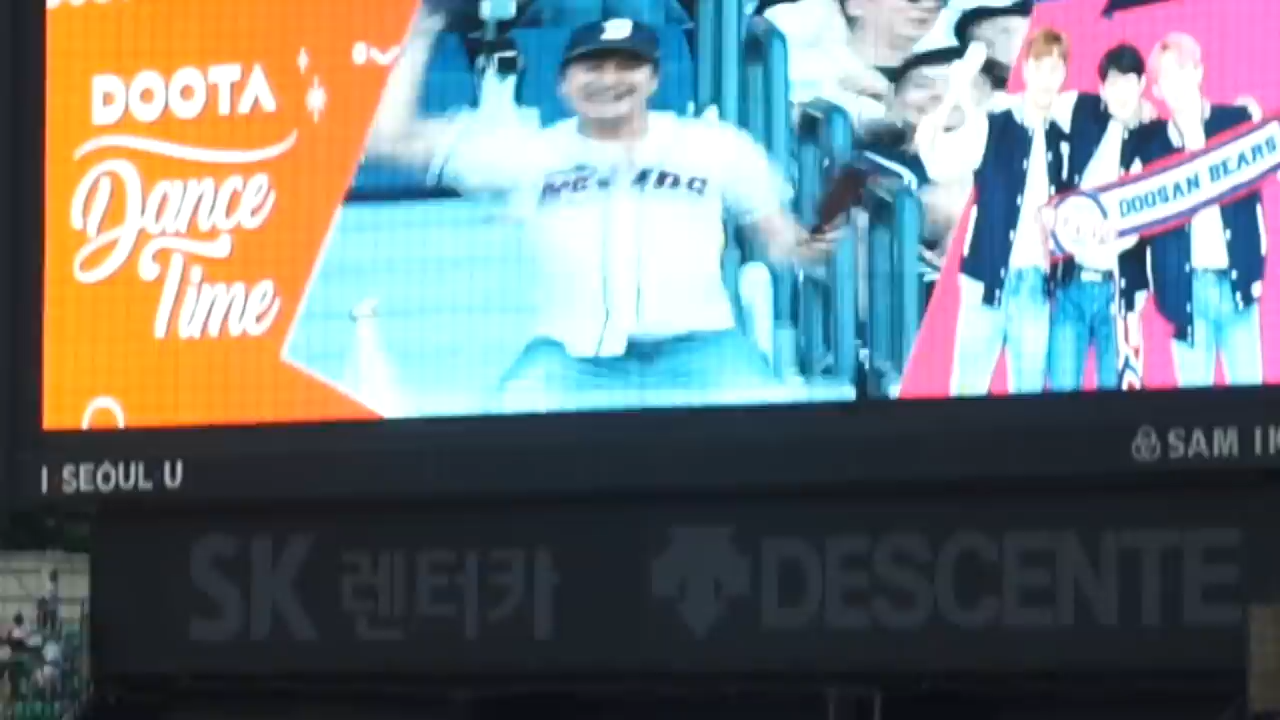 DOOTA
Dance
Time
B
DOOSAN BEARS
I SEOUL U
SAM I
SK 렌터카
DESCENTE